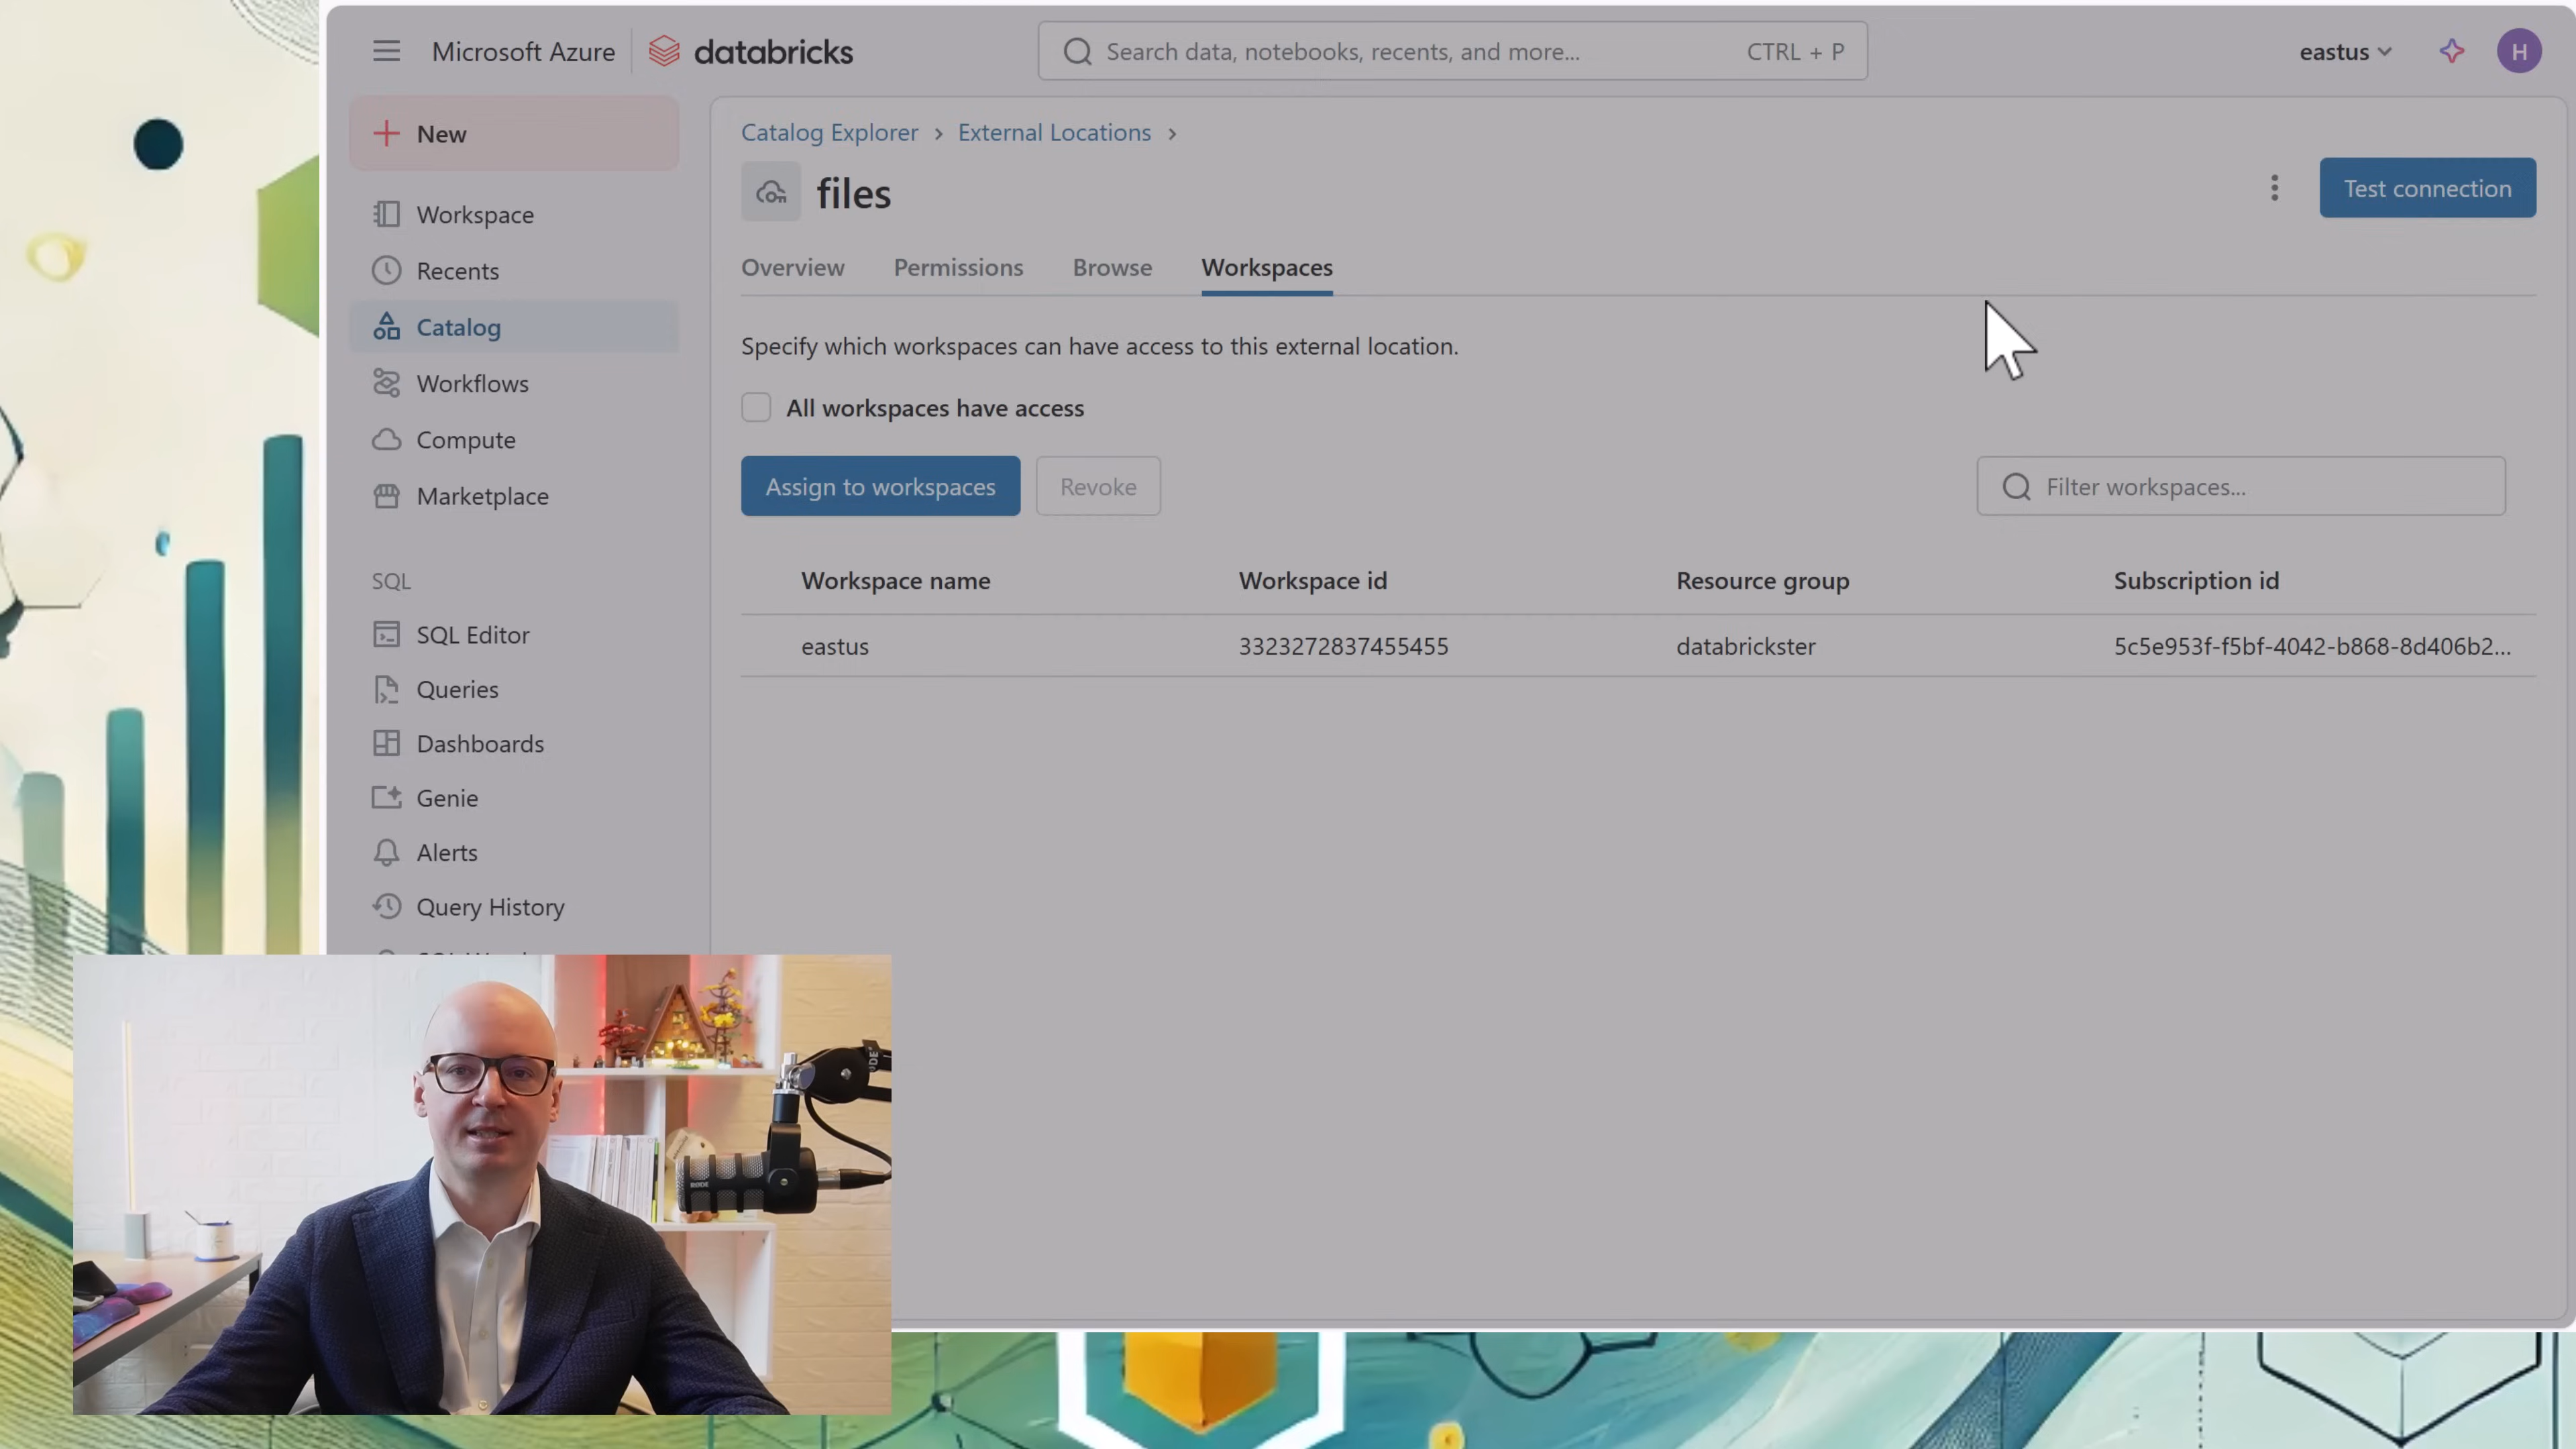 Microsoft Azure
databricks
Search data, notebooks, recents, and more...
CTRL + P
eastus
H
New
Workspace
Recents
Catalog
Workflows
Compute
Marketplace
SQL
SQL Editor
Queries
Dashboards
Genie
Alerts
Query History
Catalog Explorer > External Locations >
files
Test connection
Overview
Permissions
Browse
Workspaces
Specify which workspaces can have access to this external location.
All workspaces have access
Assign to workspaces
Revoke
Filter workspaces...
Workspace name
Workspace id
Resource group
Subscription id
eastus
3323272837455455
databrickster
5c5e953f-f5bf-4042-b868-8d406b2...
RODE